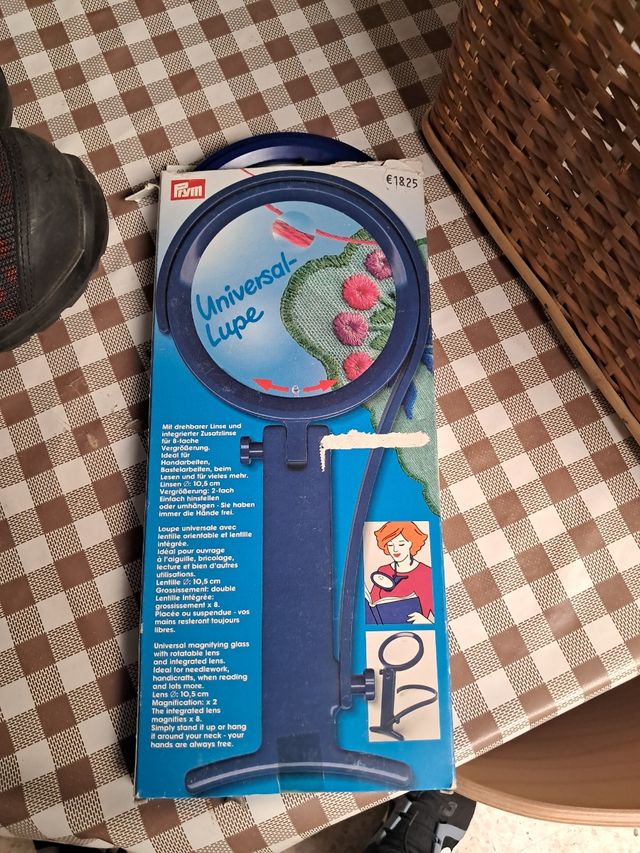 Prym
€18.25
Universal-
Lupe
Mit drehbarer Linse und
integrierter Zusatzlinse
für 8-fache
Vergrößerung.
Ideal für
Handarbeiten,
Bastelarbeiten, beim
Lesen und für vieles mehr.
Linsen Ø: 10,5 cm
Vergrößerung: 2-fach
Einfach hinstellen
oder umhängen - Sie haben
immer die Hände frei.
Loupe universale avec
lentille orientable et lentille
intégrée.
Idéal pour ouvrage
à l'aiguille, bricolage,
lecture et bien d'autres
utilisations.
Lentille Ø: 10,5 cm
Grossissement: double
Lentille Intégrée:
grossissement x 8.
Placée ou suspendue - vos
mains resteront toujours
libres.
Universal magnifying glass
with rotatable lens
and integrated lens.
Ideal for needlework,
handicrafts, when reading
and lots more.
Lens Ø: 10,5 cm
Magnification: x 2
The integrated lens
magnifies x 8.
Simply stand it up or hang
it around your neck - your
hands are always free.